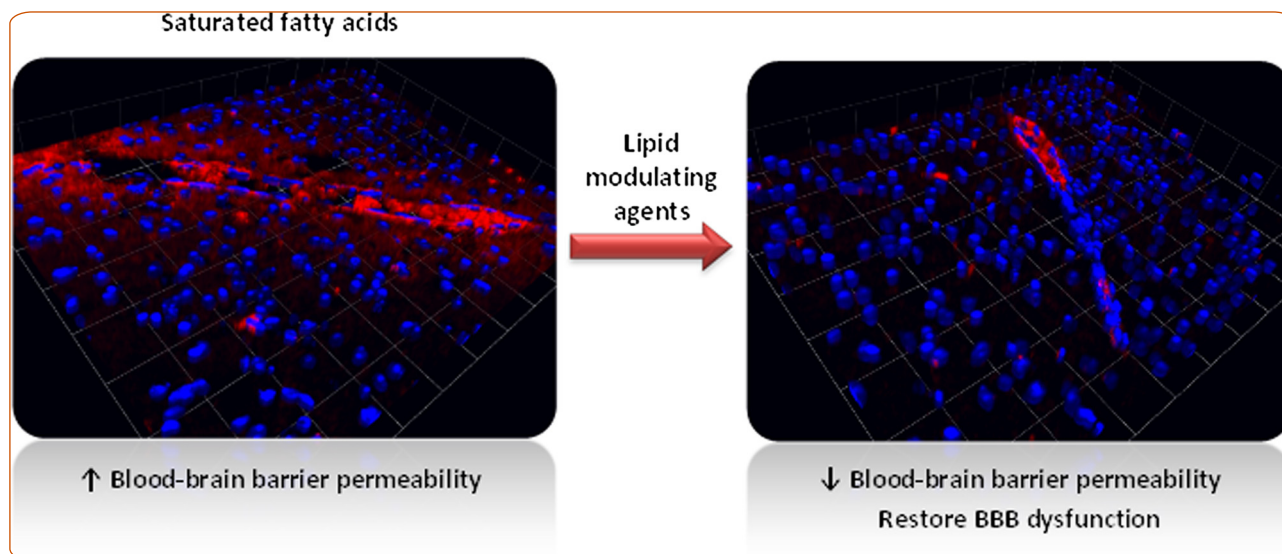 Saturated fatty acids
Lipid
modulating
agents
↑ Blood-brain barrier permeability
↓ Blood-brain barrier permeability
Restore BBB dysfunction